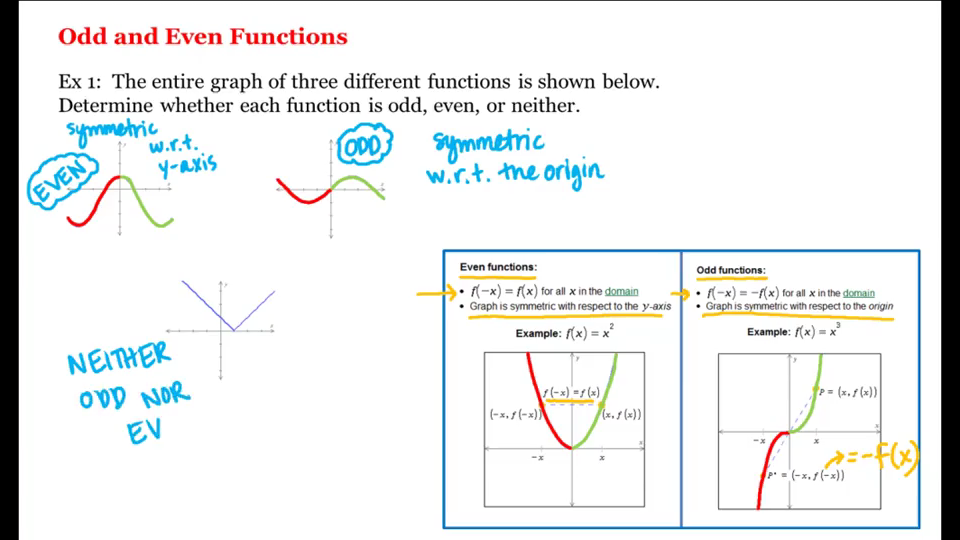 Odd and Even Functions
Ex 1: The entire graph of three different functions is shown below.
Determine whether each function is odd, even, or neither.
symmetric
w.r.t.
y-axis
EVEN
y
x
ODD
y
x
symmetric
w.r.t. the origin
y
x
NEITHER
ODD NOR
EV
Even functions:
• f(−x) = f(x) for all x in the domain
• Graph is symmetric with respect to the y-axis
Example: f(x) = x²
y
f(−x) = f(x)
(−x, f(−x))
(x, f(x))
x
−x
x
Odd functions:
• f(−x) = −f(x) for all x in the domain
• Graph is symmetric with respect to the origin
Example: f(x) = x³
y
P = (x, f(x))
x
−x
x
= -f(x)
P' = (−x, f(−x))